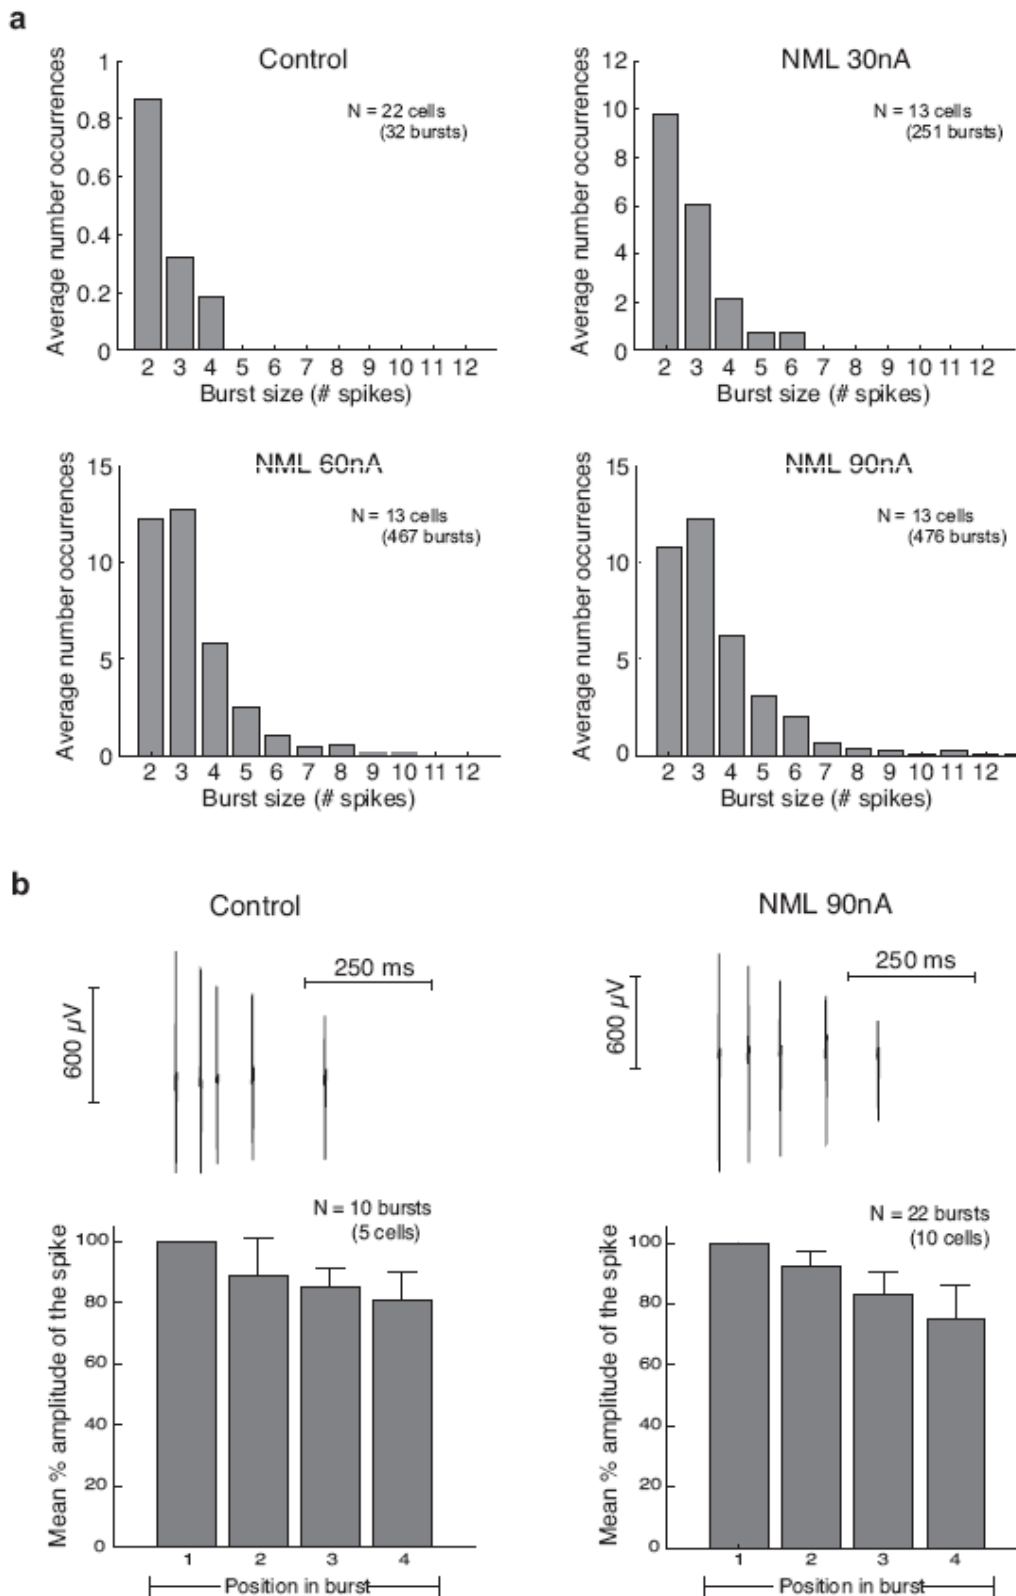 a
Control
N = 22 cells
(32 bursts)
Average number occurrences
1
0.8
0.6
0.4
0.2
0
2 3 4 5 6 7 8 9 10 11 12
Burst size (# spikes)
NML 30nA
N = 13 cells
(251 bursts)
Average number occurrences
12
10
8
6
4
2
0
2 3 4 5 6 7 8 9 10 11 12
Burst size (# spikes)
NML 60nA
N = 13 cells
(467 bursts)
Average number occurrences
15
10
5
0
2 3 4 5 6 7 8 9 10 11 12
Burst size (# spikes)
NML 90nA
N = 13 cells
(476 bursts)
Average number occurrences
15
10
5
0
2 3 4 5 6 7 8 9 10 11 12
Burst size (# spikes)
b
Control
250 ms
600 µV
N = 10 bursts
(5 cells)
Mean % amplitude of the spike
100
80
60
40
20
0
1 2 3 4
Position in burst
NML 90nA
250 ms
600 µV
N = 22 bursts
(10 cells)
Mean % amplitude of the spike
100
80
60
40
20
0
1 2 3 4
Position in burst